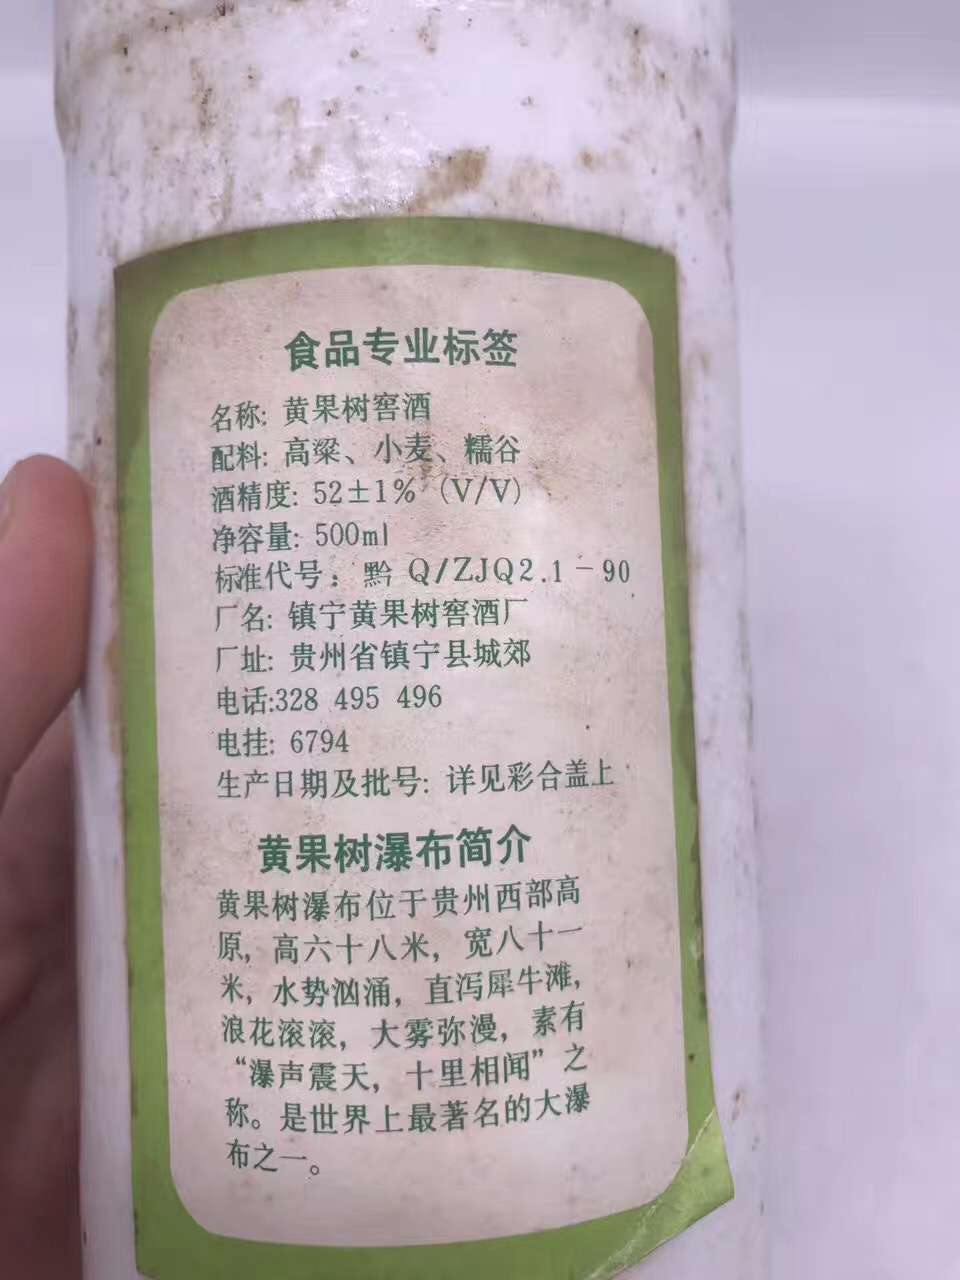 食品专业标签
名称: 黄果树窖酒
配料: 高粱、小麦、糯谷
酒精度: 52±1% (V/V)
净容量: 500ml
标准代号: 黔 Q/ZJQ2.1-90
厂名: 镇宁黄果树窖酒厂
厂址: 贵州省镇宁县城郊
电话:328 495 496
电挂: 6794
生产日期及批号: 详见彩合盖上
黄果树瀑布简介
黄果树瀑布位于贵州西部高
原，高六十八米，宽八十一
米，水势汹涌，直泻犀牛滩，
浪花滚滚，大雾弥漫，素有
“瀑声震天，十里相闻”之
称。是世界上最著名的大瀑
布之一。